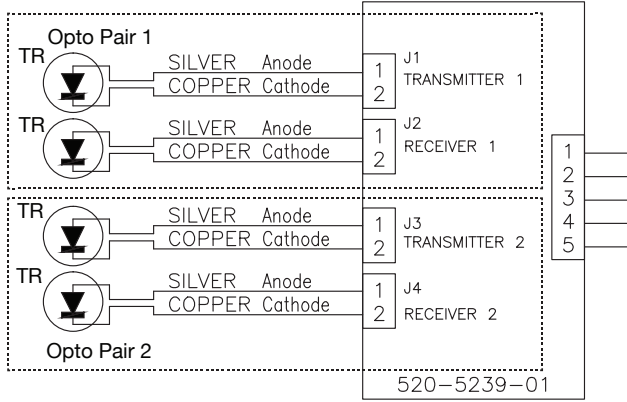 Opto Pair 1
TR
SILVER Anode
COPPER Cathode
1
2
J1
TRANSMITTER 1
TR
SILVER Anode
COPPER Cathode
1
2
J2
RECEIVER 1
TR
SILVER Anode
COPPER Cathode
1
2
J3
TRANSMITTER 2
TR
SILVER Anode
COPPER Cathode
1
2
J4
RECEIVER 2
Opto Pair 2
1
2
3
4
5
520-5239-01